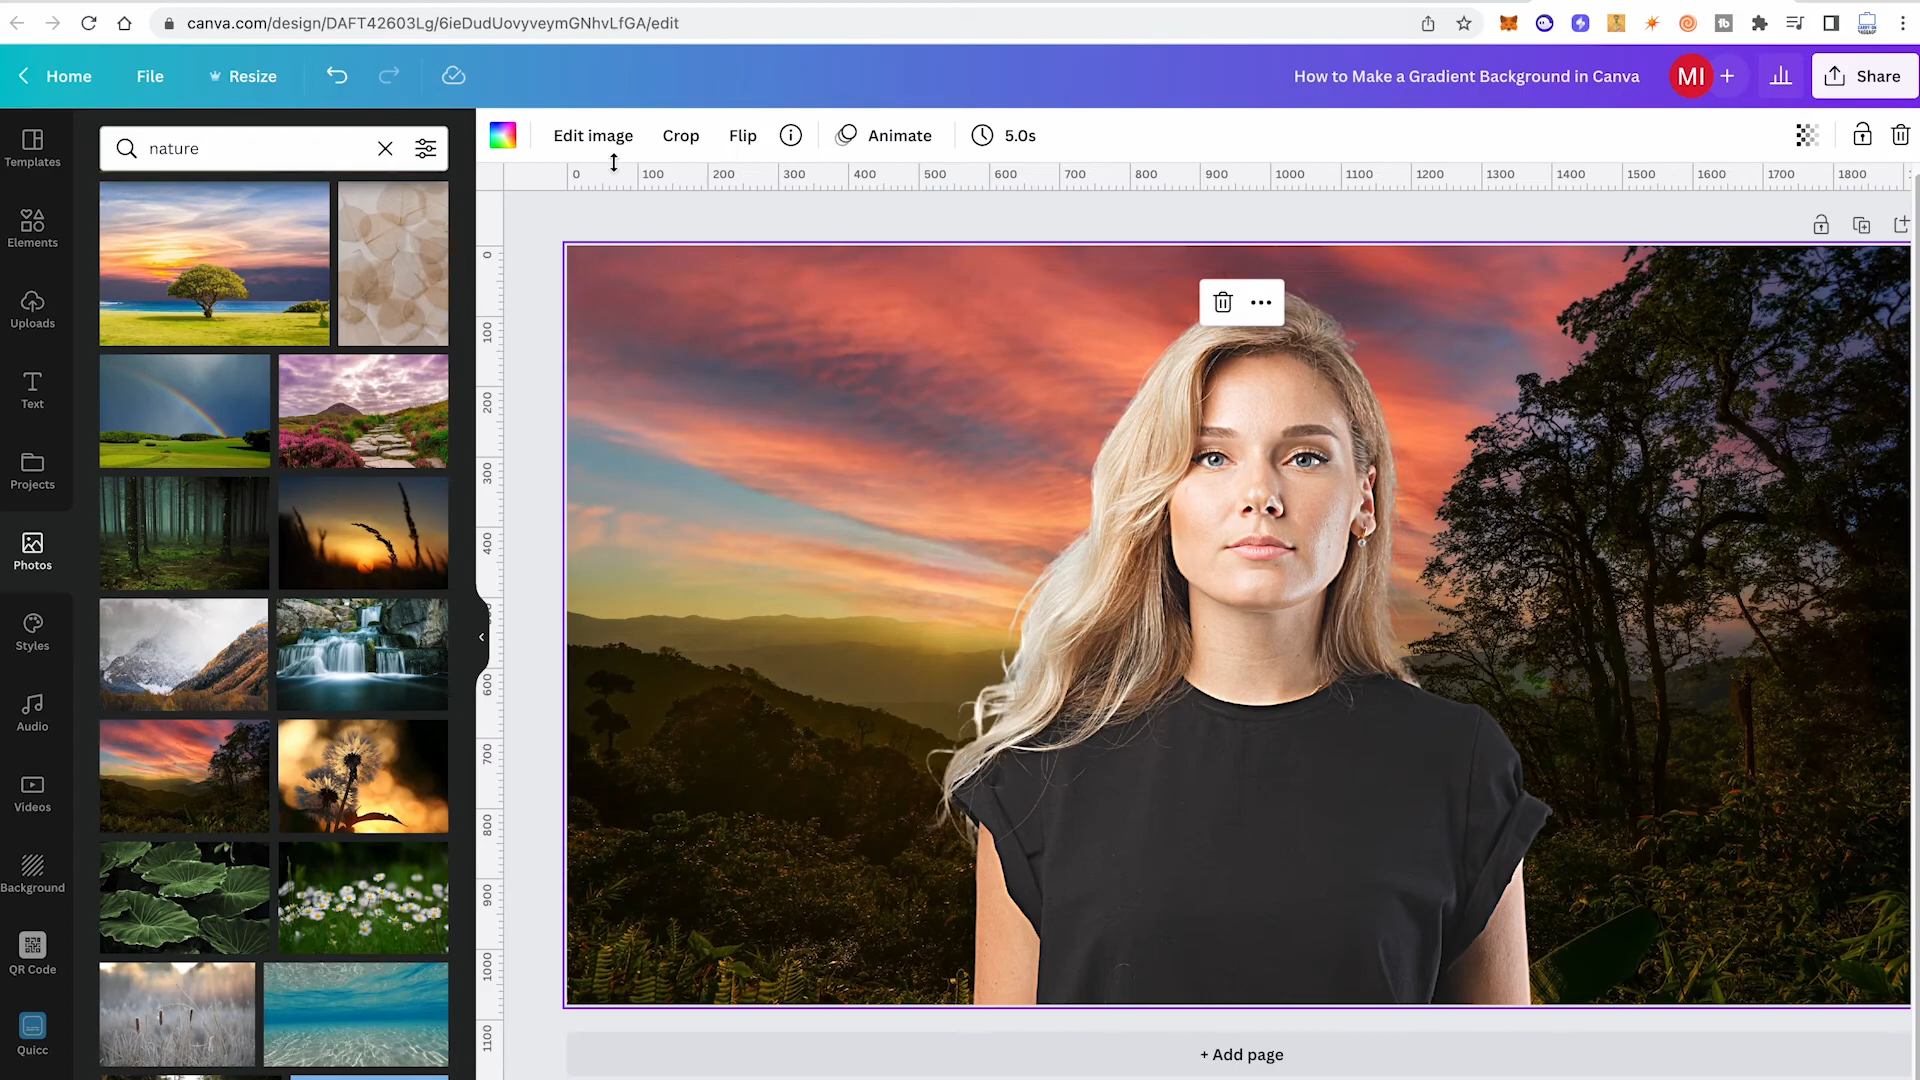 canva.com/design/DAFT42603Lg/6ieDudUovyveymGNhvLfGA/edit
Home File Resize
How to Make a Gradient Background in Canva MI + Share
nature
Edit image Crop Flip Animate 5.0s
Templates
Elements
Uploads
Text
Projects
Photos
Styles
Audio
Videos
Background
QR Code
Quicc
0 100 200 300 400 500 600 700 800 900 1000 1100 1200 1300 1400 1500 1600 1700 1800
0
100
200
300
400
600
700
800
900
1000
1100
+ Add page